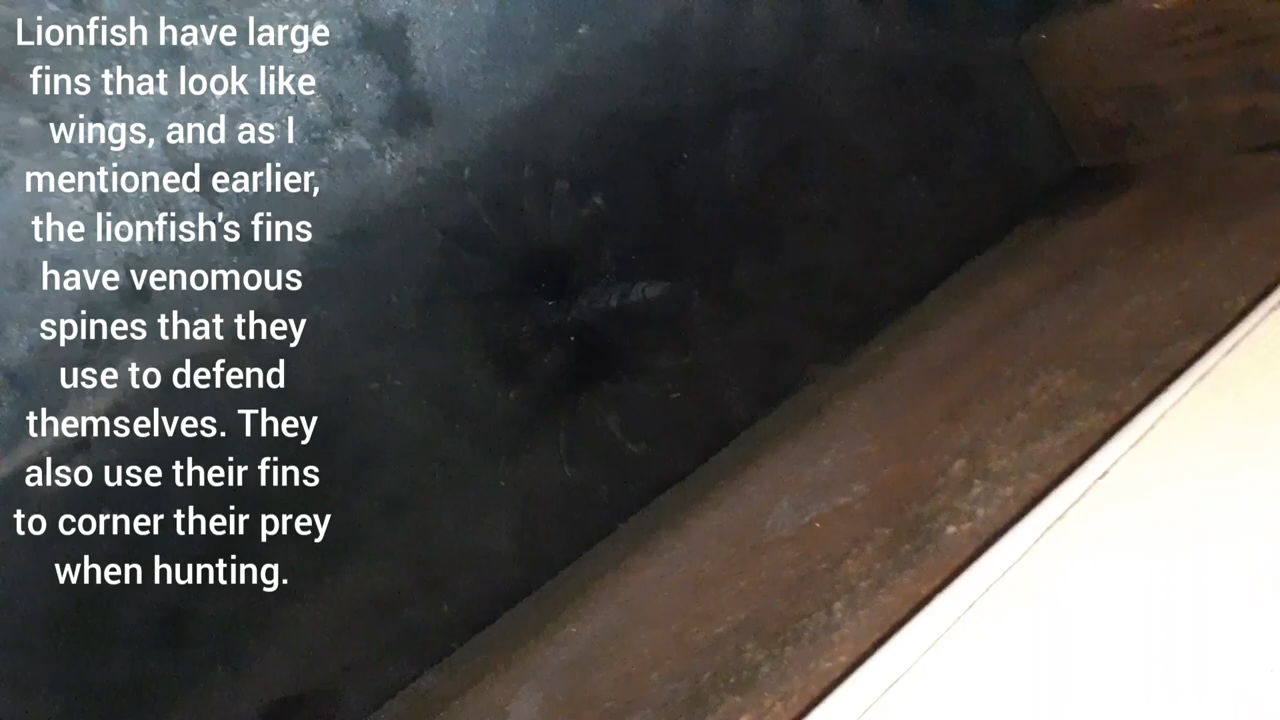 Lionfish have large
fins that look like
wings, and as I
mentioned earlier,
the lionfish's fins
have venomous
spines that they
use to defend
themselves. They
also use their fins
to corner their prey
when hunting.